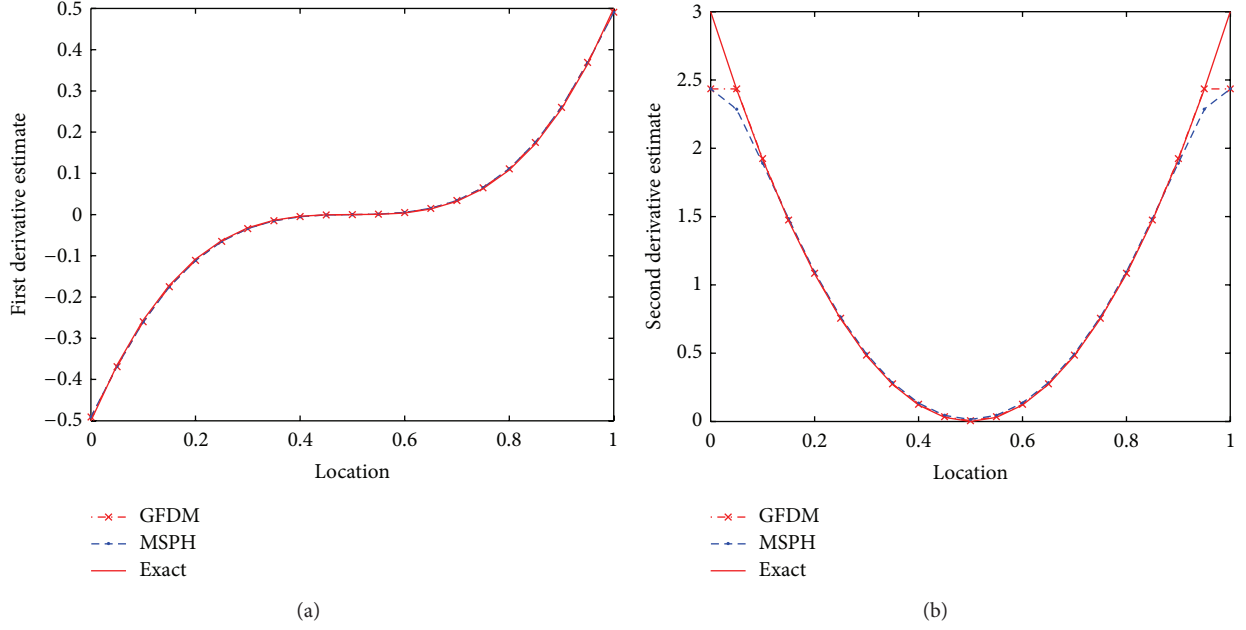 0.5
0.4
0.3
0.2
0.1
0
−0.1
−0.2
−0.3
−0.4
−0.5
First derivative estimate
0 0.2 0.4 0.6 0.8 1
Location
GFDM
MSPH
Exact
(a)
3
2.5
2
1.5
1
0.5
0
Second derivative estimate
0 0.2 0.4 0.6 0.8 1
Location
GFDM
MSPH
Exact
(b)